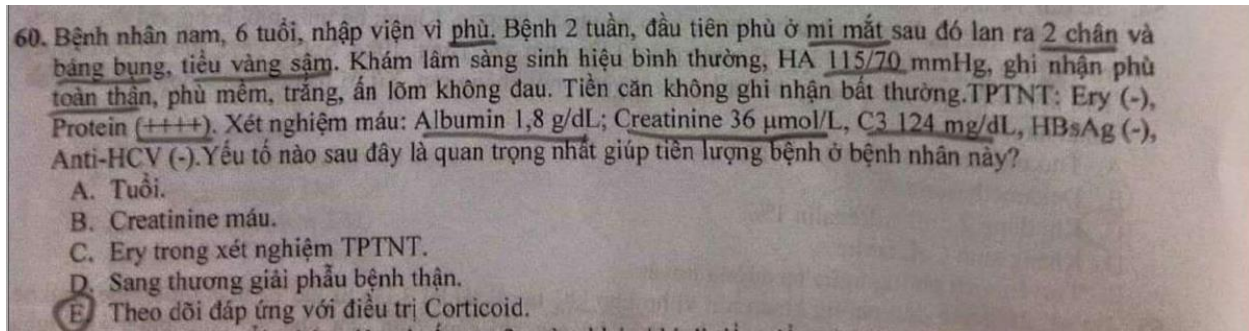 60. Bệnh nhân nam, 6 tuổi, nhập viện vì phù. Bệnh 2 tuần, đầu tiên phù ở mi mắt sau đó lan ra 2 chân và
báng bụng, tiểu vàng sậm. Khám lâm sàng sinh hiệu bình thường, HA 115/70 mmHg, ghi nhận phù
toàn thân, phù mềm, trắng, ấn lõm không đau. Tiền căn không ghi nhận bất thường.TPTNT: Ery (-),
Protein (++++). Xét nghiệm máu: Albumin 1,8 g/dL; Creatinine 36 µmol/L, C3 124 mg/dL, HBsAg (-),
Anti-HCV (-).Yếu tố nào sau đây là quan trọng nhất giúp tiên lượng bệnh ở bệnh nhân này?
A. Tuổi.
B. Creatinine máu.
C. Ery trong xét nghiệm TPTNT.
D. Sang thương giải phẫu bệnh thận.
E. Theo dõi đáp ứng với điều trị Corticoid.